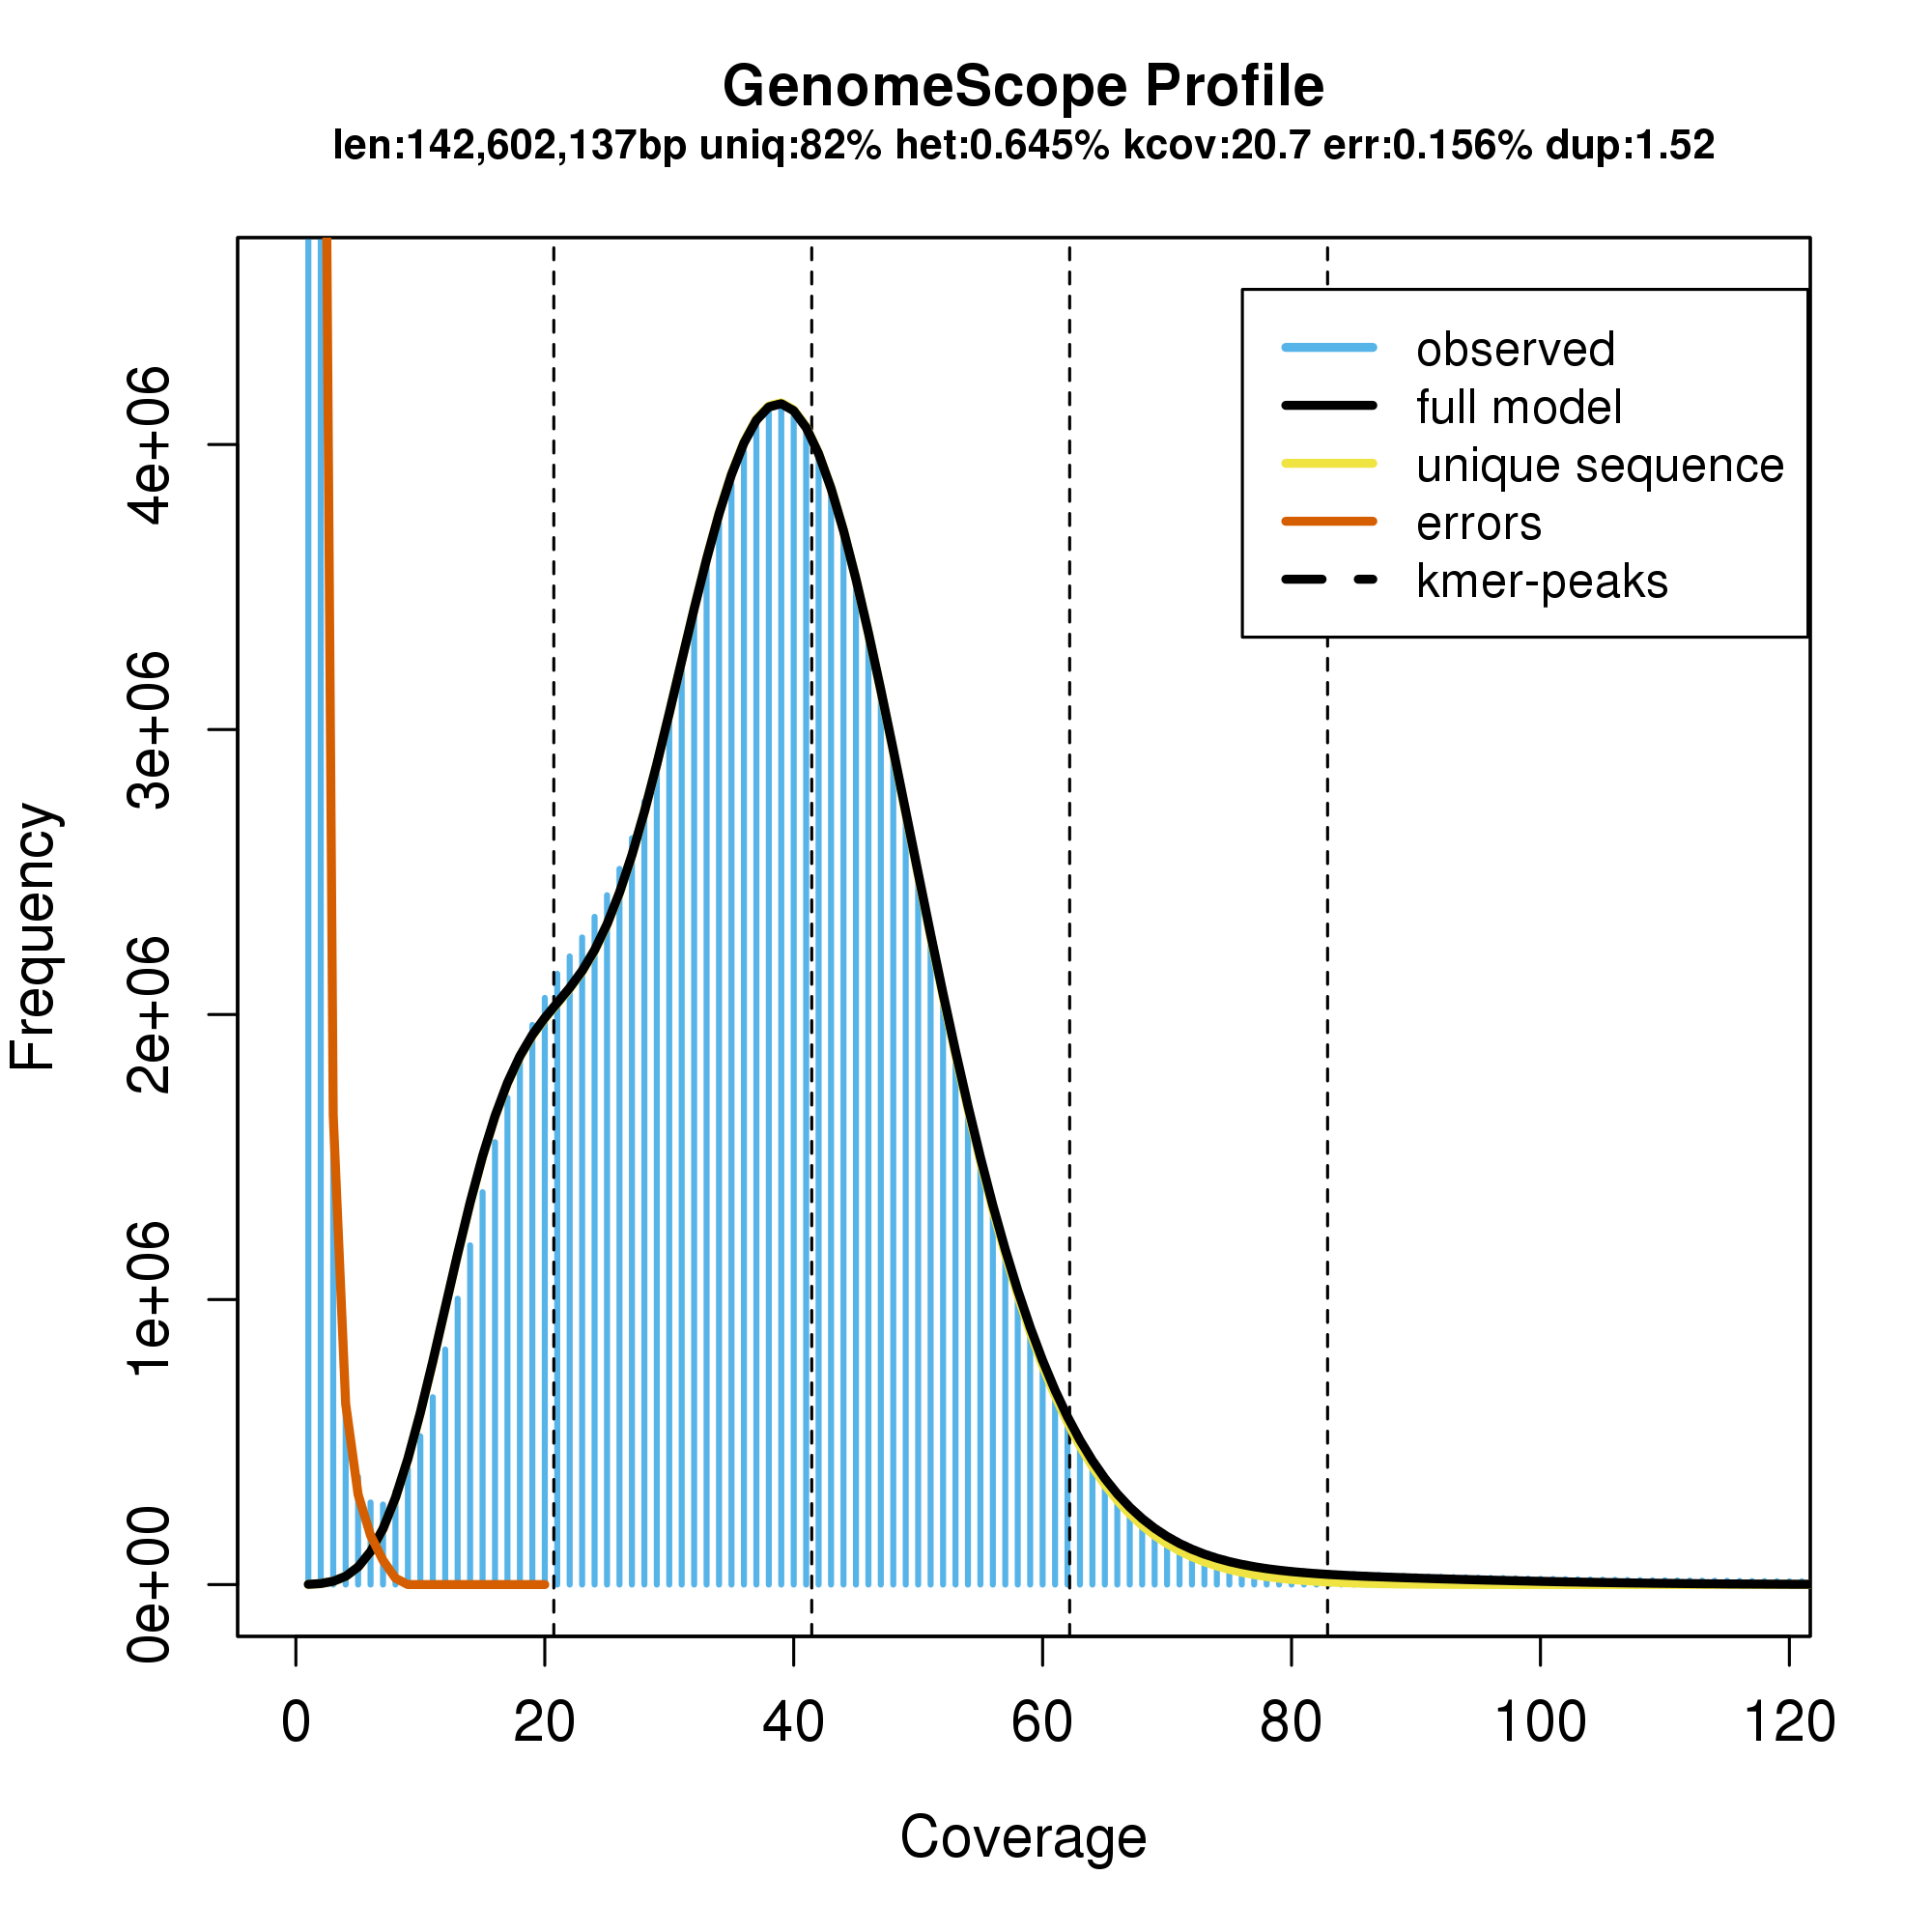 GenomeScope Profile
len:142,602,137bp uniq:82% het:0.645% kcov:20.7 err:0.156% dup:1.52
observed
full model
unique sequence
errors
kmer-peaks
Frequency
4e+06
3e+06
2e+06
1e+06
0e+00
0 20 40 60 80 100 120
Coverage